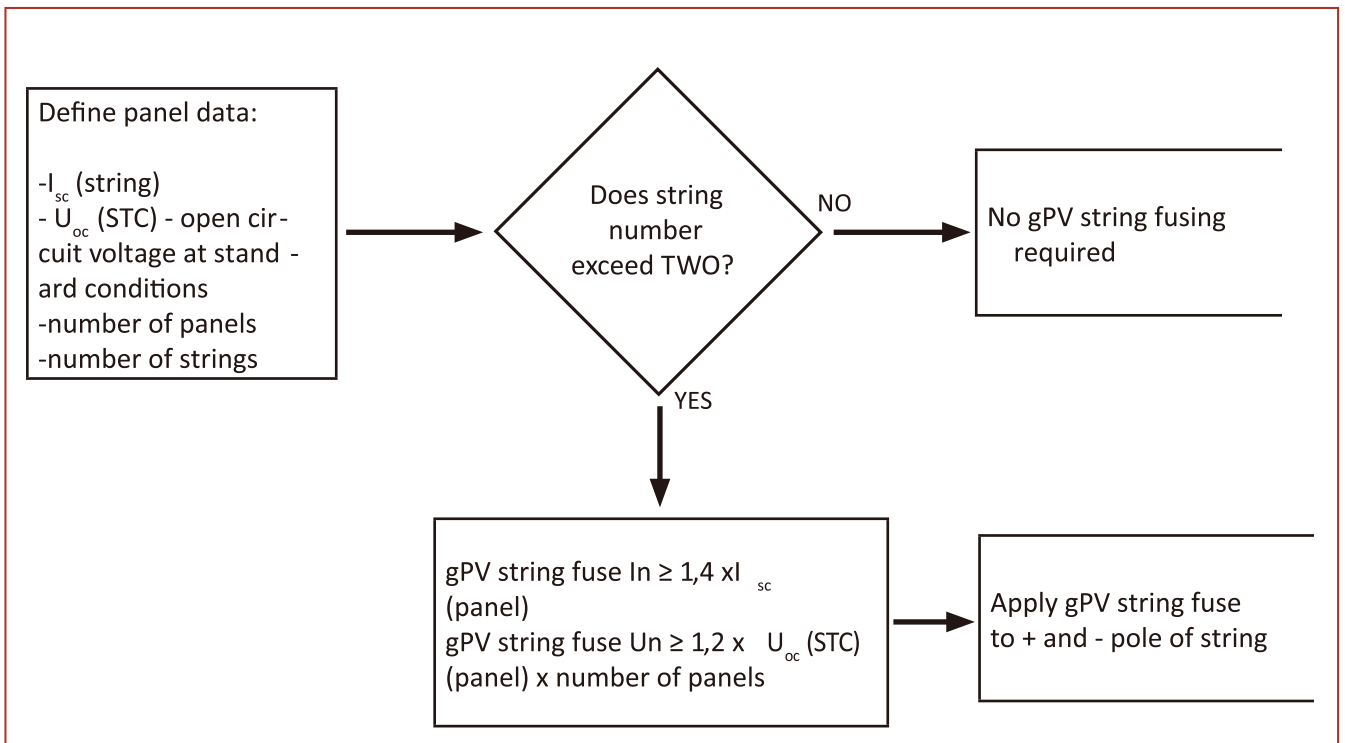 Define panel data:
-Isc (string)
- Uoc (STC) - open cir-
cuit voltage at stand -
ard conditions
-number of panels
-number of strings
Does string
number
exceed TWO?
NO
No gPV string fusing
required
YES
gPV string fuse In ≥ 1,4 xI sc
(panel)
gPV string fuse Un ≥ 1,2 x Uoc (STC)
(panel) x number of panels
Apply gPV string fuse
to + and - pole of string